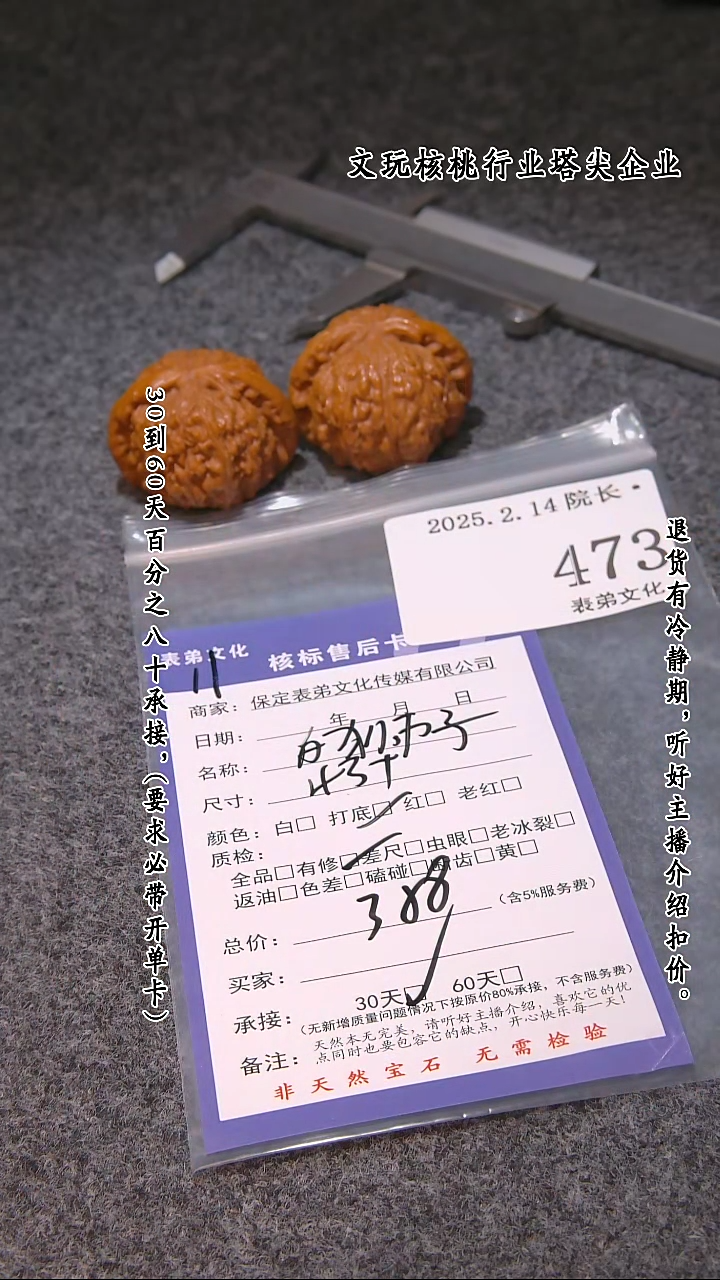 文玩核桃行业塔尖企业
30到60天百分之八十承接，（要求必带开单卡）
退货有冷静期，听好主播介绍扣价。
2025.2.14 院长·
473
表弟文化
表弟文化 核标售后卡
11
商家：保定表弟文化传媒有限公司
日期： 年 月 日
名称：
尺寸：43+
颜色：白□ 打底□ 红□ 老红□
质检：
全品□有修□差尺□虫眼□老冰裂□
返油□色差□磕碰□ 齿□黄□
总价：388（含5%服务费）
买家：
30天□ 60天□
承接：（无新增质量问题情况下按原价80%承接，不含服务费）
备注：天然本无完美，请听好主播介绍，喜欢它的优
点同时也要包容它的缺点，开心快乐每一天！
非天然宝石 无需检验